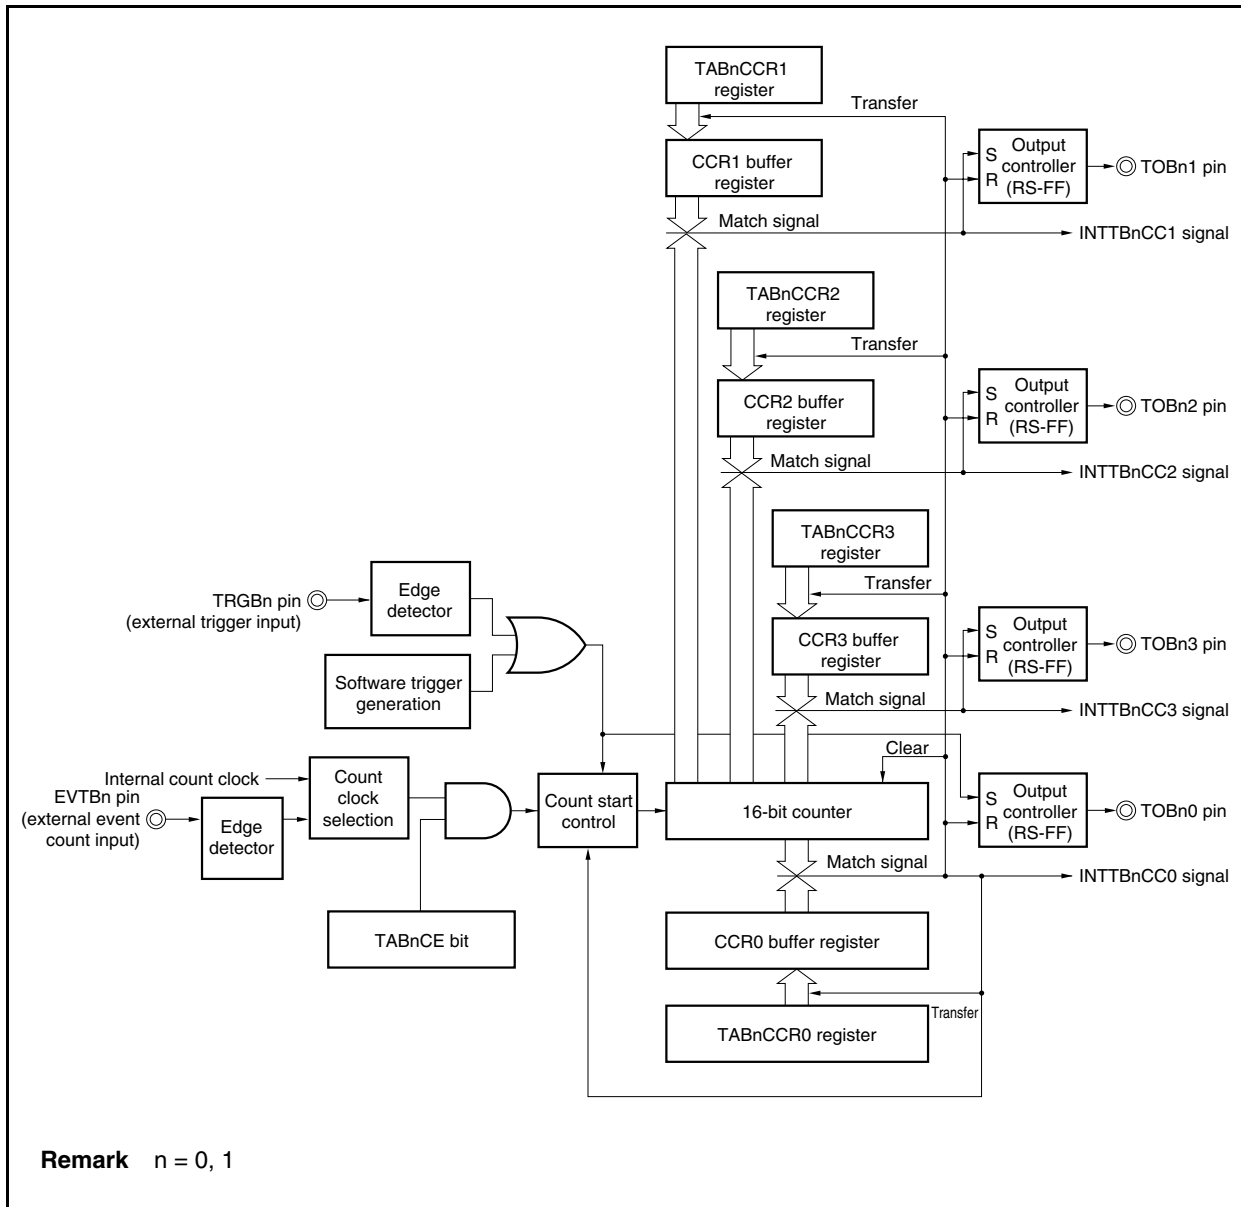 TABnCCR1
register
Transfer
CCR1 buffer
register
S
R
Output
controller
(RS-FF)
TOBn1 pin
Match signal
INTTBnCC1 signal
TABnCCR2
register
Transfer
CCR2 buffer
register
S
R
Output
controller
(RS-FF)
TOBn2 pin
Match signal
INTTBnCC2 signal
TABnCCR3
register
Transfer
TRGBn pin
(external trigger input)
Edge
detector
CCR3 buffer
register
S
R
Output
controller
(RS-FF)
TOBn3 pin
Software trigger
generation
Match signal
INTTBnCC3 signal
Clear
Internal count clock
EVTBn pin
(external event
count input)
Edge
detector
Count
clock
selection
Count start
control
16-bit counter
S
R
Output
controller
(RS-FF)
TOBn0 pin
Match signal
INTTBnCC0 signal
TABnCE bit
CCR0 buffer register
Transfer
TABnCCR0 register
Remark n = 0, 1